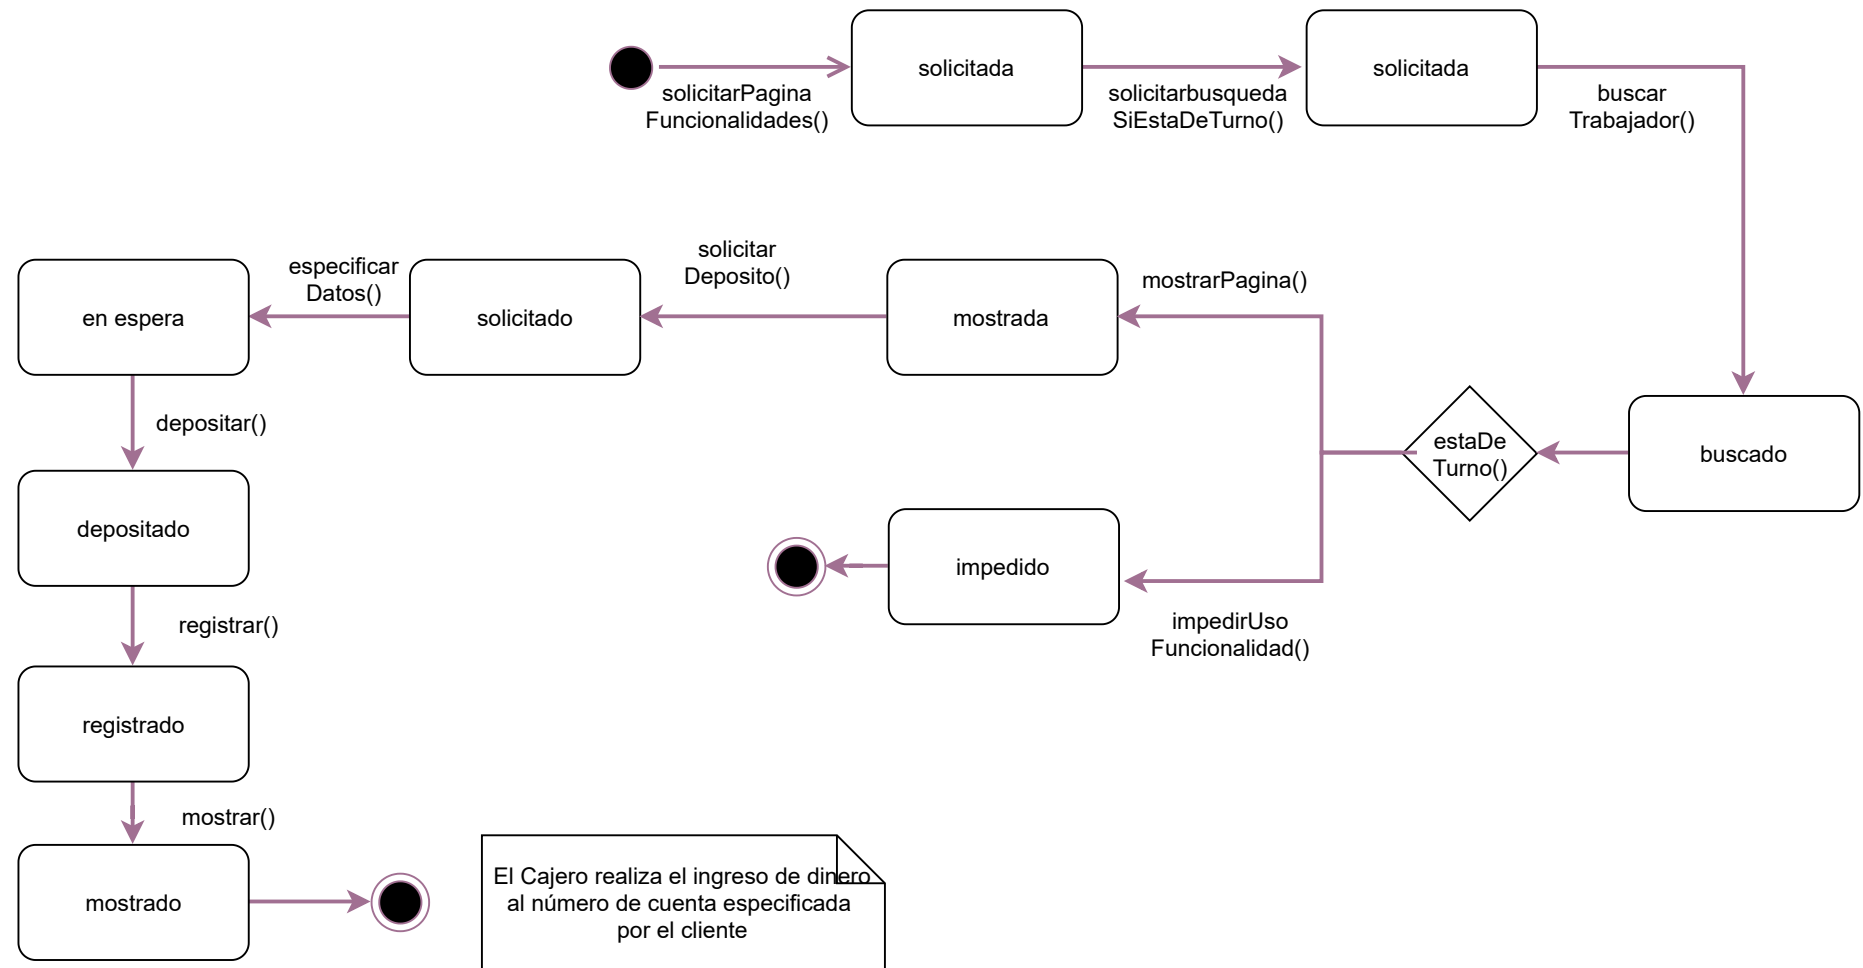 solicitada
solicitada
solicitarPagina
Funcionalidades()
solicitarbusqueda
SiEstaDeTurno()
buscar
Trabajador()
en espera
especificar
Datos()
solicitado
solicitar
Deposito()
mostrada
mostrarPagina()
estaDe
Turno()
buscado
depositar()
depositado
impedido
impedirUso
Funcionalidad()
registrar()
registrado
mostrar()
mostrado
El Cajero realiza el ingreso de dinero
al número de cuenta especificada
por el cliente